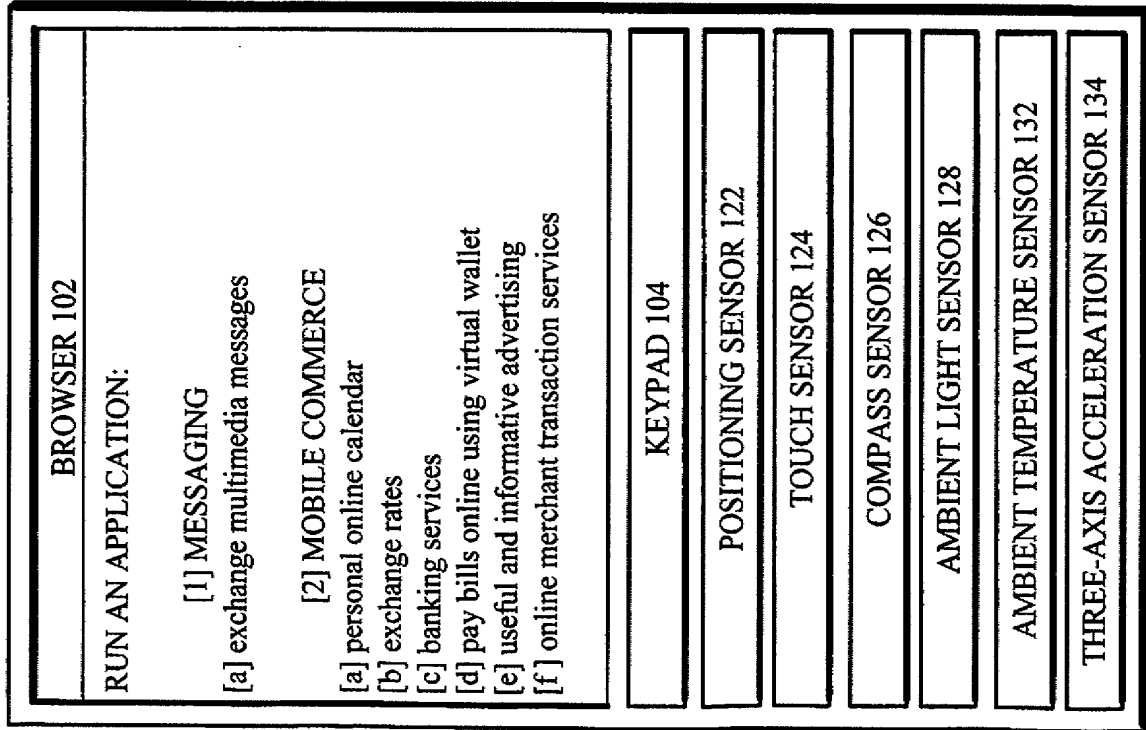 BROWSER 102
RUN AN APPLICATION:
[1] MESSAGING
[a] exchange multimedia messages
[2] MOBILE COMMERCE
[a] personal online calendar
[b] exchange rates
[c] banking services
[d] pay bills online using virtual wallet
[e] useful and informative advertising
[f] online merchant transaction services
KEYPAD 104
POSITIONING SENSOR 122
TOUCH SENSOR 124
COMPASS SENSOR 126
AMBIENT LIGHT SENSOR 128
AMBIENT TEMPERATURE SENSOR 132
THREE-AXIS ACCELERATION SENSOR 134